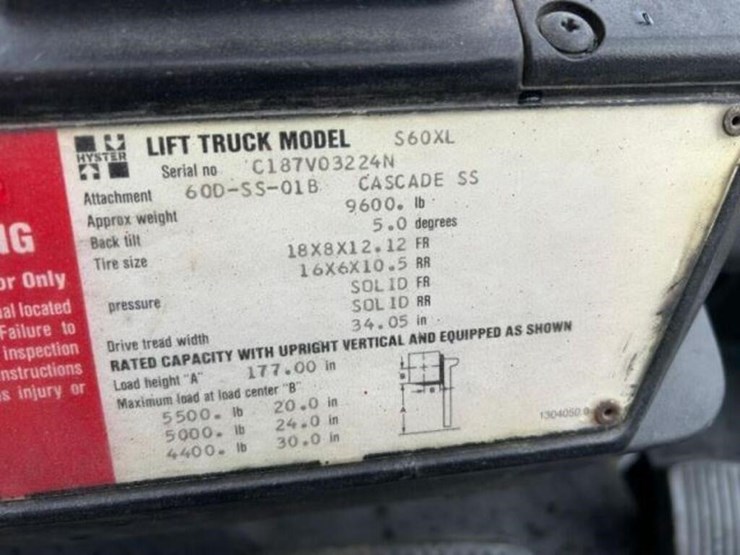 HYSTER
LIFT TRUCK MODEL S60XL
Serial no C187V03224N
Attachment 60D-SS-01B CASCADE SS
Approx weight 9600. lb
Back tilt 5.0 degrees
Tire size 18X8X12.12 FR
16X6X10.5 RR
pressure SOLID FR
SOLID RR
Drive tread width 34.05 in
RATED CAPACITY WITH UPRIGHT VERTICAL AND EQUIPPED AS SHOWN
Load height "A" 177.00 in
Maximum load at load center "B"
5500. lb 20.0 in
5000. lb 24.0 in
4400. lb 30.0 in
B
B
A
1304050
NG
or Only
al located
Failure to
inspection
nstructions
s injury or